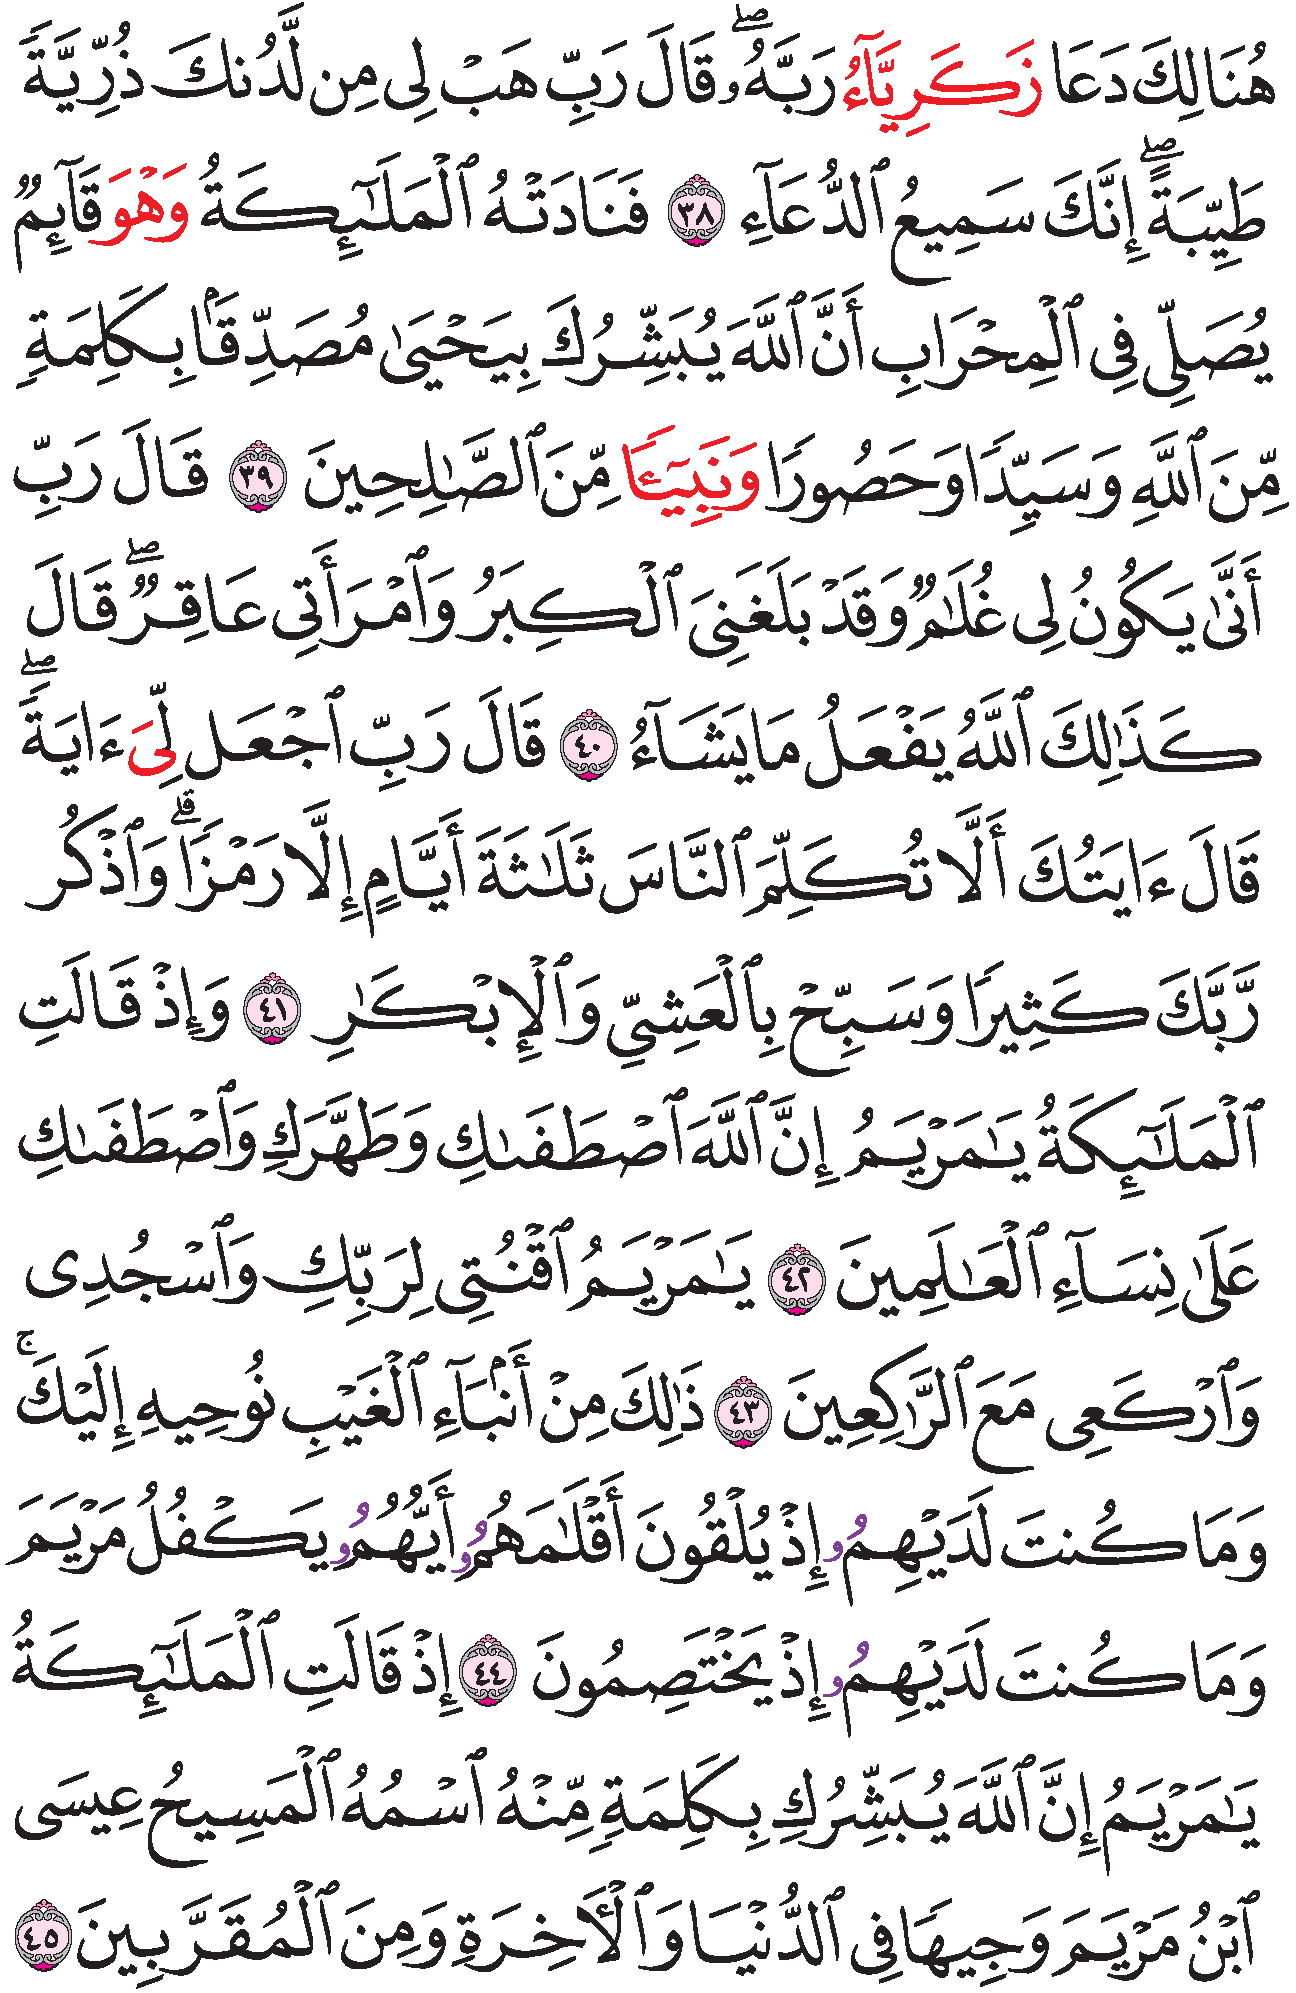 هُنَالِكَ دَعَا زَكَرِيَّآءُ رَبَّهُۥۖ قَالَ رَبِّ هَبْ لِى مِن لَّدُنكَ ذُرِّيَّةً
طَيِّبَةًۖ إِنَّكَ سَمِيعُ ٱلدُّعَآءِ ٣٨ فَنَادَتْهُ ٱلْمَلَٰٓئِكَةُ وَهْوَ قَآئِمٌ
يُصَلِّى فِى ٱلْمِحْرَابِ أَنَّ ٱللَّهَ يُبَشِّرُكَ بِيَحْيَىٰ مُصَدِّقَۢا بِكَلِمَةٍ
مِّنَ ٱللَّهِ وَسَيِّدًا وَحَصُورًا وَنَبِيٓـًٔا مِّنَ ٱلصَّٰلِحِينَ ٣٩ قَالَ رَبِّ
أَنَّىٰ يَكُونُ لِى غُلَٰمٌ وَقَدْ بَلَغَنِىَ ٱلْكِبَرُ وَٱمْرَأَتِى عَاقِرٌۖ قَالَ
كَذَٰلِكَ ٱللَّهُ يَفْعَلُ مَا يَشَآءُ ٤٠ قَالَ رَبِّ ٱجْعَل لِّىَ ءَايَةًۖ
قَالَ ءَايَتُكَ أَلَّا تُكَلِّمَ ٱلنَّاسَ ثَلَٰثَةَ أَيَّامٍ إِلَّا رَمْزًاۗ وَٱذْكُر
رَّبَّكَ كَثِيرًا وَسَبِّحْ بِٱلْعَشِىِّ وَٱلْإِبْكَٰرِ ٤١ وَإِذْ قَالَتِ
ٱلْمَلَٰٓئِكَةُ يَٰمَرْيَمُ إِنَّ ٱللَّهَ ٱصْطَفَىٰكِ وَطَهَّرَكِ وَٱصْطَفَىٰكِ
عَلَىٰ نِسَآءِ ٱلْعَٰلَمِينَ ٤٢ يَٰمَرْيَمُ ٱقْنُتِى لِرَبِّكِ وَٱسْجُدِى
وَٱرْكَعِى مَعَ ٱلرَّٰكِعِينَ ٤٣ ذَٰلِكَ مِنْ أَنۢبَآءِ ٱلْغَيْبِ نُوحِيهِ إِلَيْكَۚ
وَمَا كُنتَ لَدَيْهِمُۥ إِذْ يُلْقُونَ أَقْلَٰمَهُمُۥ أَيُّهُمُۥ يَكْفُلُ مَرْيَمَ
وَمَا كُنتَ لَدَيْهِمُۥ إِذْ يَخْتَصِمُونَ ٤٤ إِذْ قَالَتِ ٱلْمَلَٰٓئِكَةُ
يَٰمَرْيَمُ إِنَّ ٱللَّهَ يُبَشِّرُكِ بِكَلِمَةٍ مِّنْهُ ٱسْمُهُ ٱلْمَسِيحُ عِيسَى
ٱبْنُ مَرْيَمَ وَجِيهًا فِى ٱلدُّنْيَا وَٱلْأَخِرَةِ وَمِنَ ٱلْمُقَرَّبِينَ ٤٥